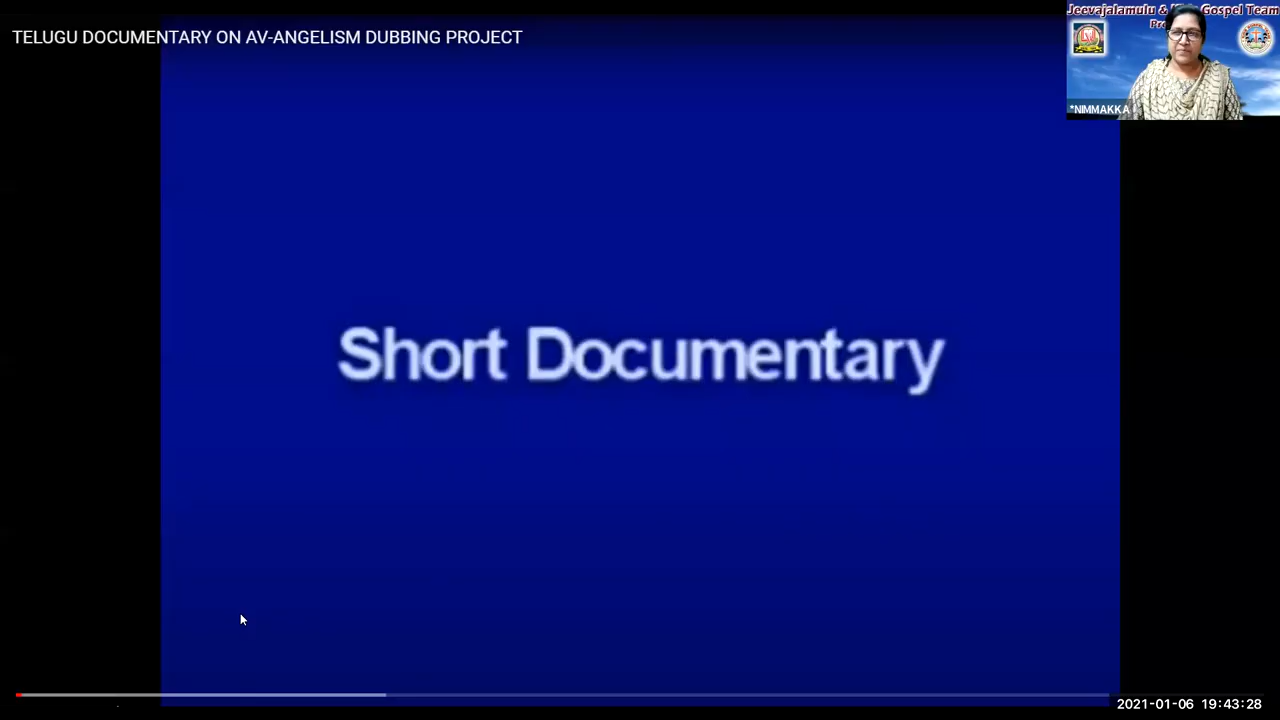 TELUGU DOCUMENTARY ON AV-ANGELISM DUBBING PROJECT
Jeevajalamulu & Gospel Team
*NIMMAKKA
Short Documentary
2021-01-06 19:43:28